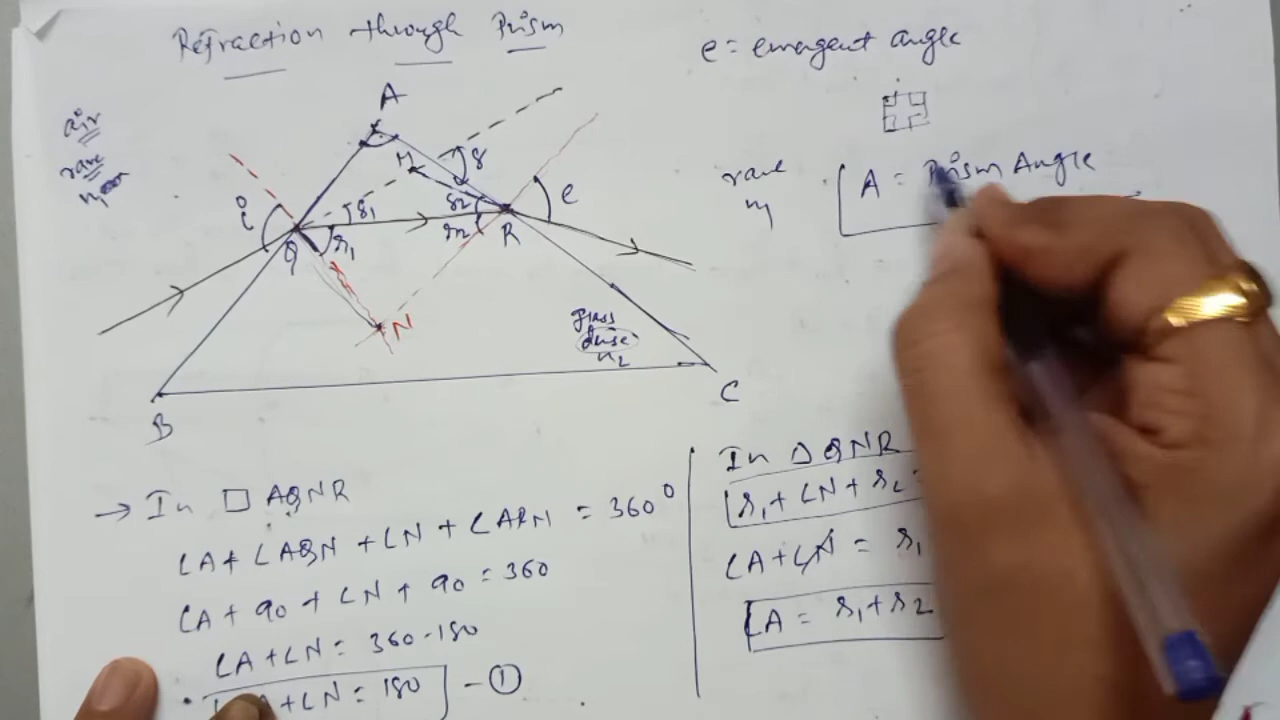 Refraction through Prism
e = emergent angle
air
rare
A
M
δ
rare
n1
A = Prism Angle
i
δ1
δ2
e
Q
r1
r2
R
N
glass
dense
n2
B
C
→ In □ AQNR
∠A + ∠AQN + ∠N + ∠ARN = 360°
∠A + 90 + ∠N + 90 = 360
∠A + ∠N = 360 - 180
∠A + ∠N = 180 - ①
In Δ QNR
r1 + ∠N + r2
∠A + ∠N = r1
∠A = r1 + r2